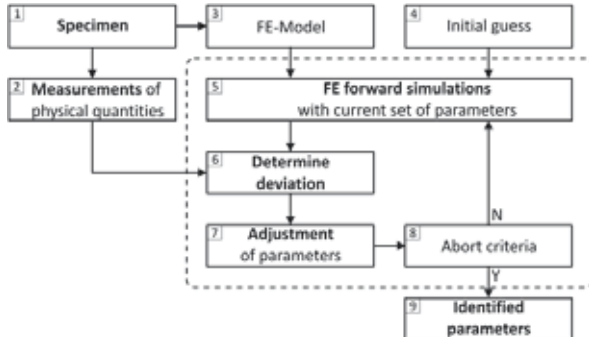 1 Specimen
3 FE-Model
4 Initial guess
2 Measurements of
physical quantities
5 FE forward simulations
with current set of parameters
6 Determine
deviation
7 Adjustment
of parameters
8 Abort criteria
N
Y
9 Identified
parameters